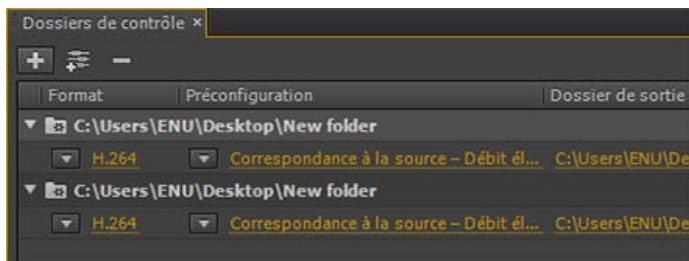 Dossiers de contrôle ×
Format Préconfiguration Dossier de sortie
C:\Users\ENU\Desktop\New folder
H.264 Correspondance à la source – Débit él... C:\Users\ENU\De
C:\Users\ENU\Desktop\New folder
H.264 Correspondance à la source – Débit él... C:\Users\ENU\De